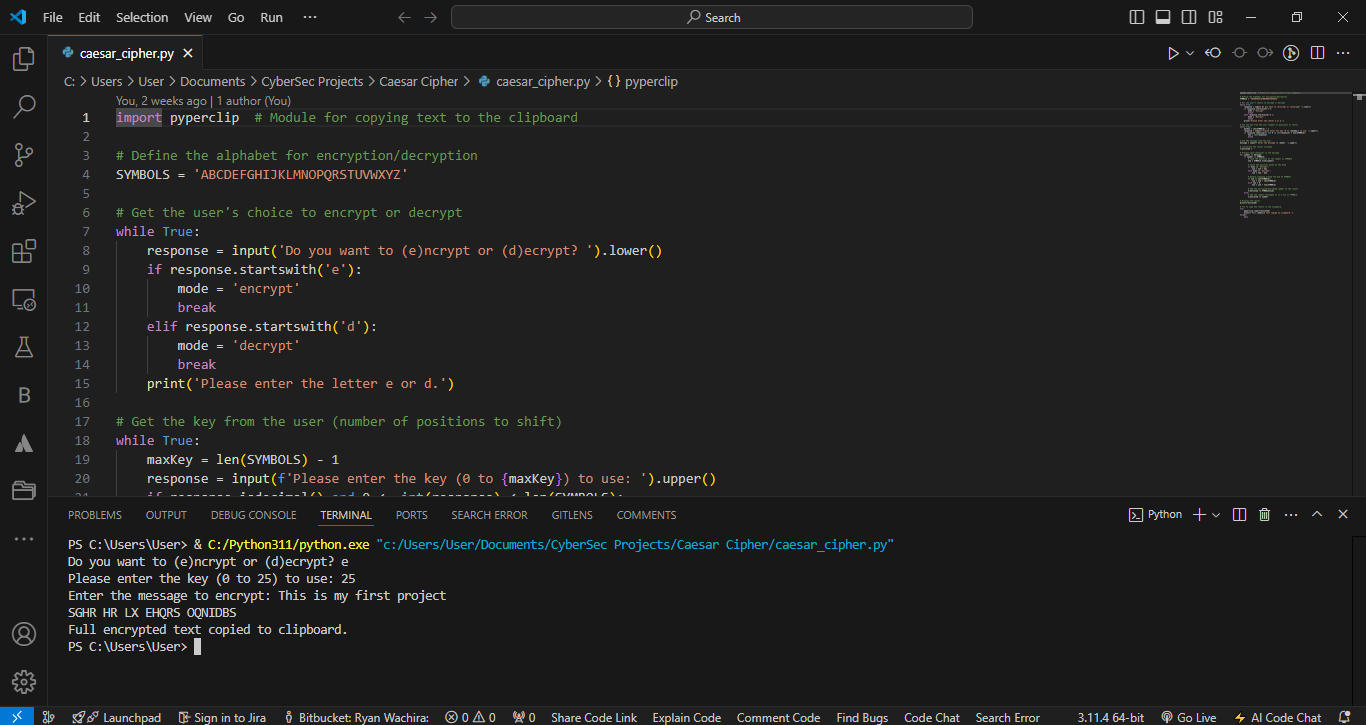 File Edit Selection View Go Run ··· Search
caesar_cipher.py
C: > Users > User > Documents > CyberSec Projects > Caesar Cipher > caesar_cipher.py > {} pyperclip
You, 2 weeks ago | 1 author (You)
1 import pyperclip  # Module for copying text to the clipboard
2
3 # Define the alphabet for encryption/decryption
4 SYMBOLS = 'ABCDEFGHIJKLMNOPQRSTUVWXYZ'
5
6 # Get the user's choice to encrypt or decrypt
7 while True:
8     response = input('Do you want to (e)ncrypt or (d)ecrypt? ').lower()
9     if response.startswith('e'):
10         mode = 'encrypt'
11         break
12     elif response.startswith('d'):
13         mode = 'decrypt'
14         break
15     print('Please enter the letter e or d.')
16
17 # Get the key from the user (number of positions to shift)
18 while True:
19     maxKey = len(SYMBOLS) - 1
20     response = input(f'Please enter the key (0 to {maxKey}) to use: ').upper()
PROBLEMS OUTPUT DEBUG CONSOLE TERMINAL PORTS SEARCH ERROR GITLENS COMMENTS Python
PS C:\Users\User> & C:/Python311/python.exe "c:/Users/User/Documents/CyberSec Projects/Caesar Cipher/caesar_cipher.py"
Do you want to (e)ncrypt or (d)ecrypt? e
Please enter the key (0 to 25) to use: 25
Enter the message to encrypt: This is my first project
SGHR HR LX EHQRS OQNIDBS
Full encrypted text copied to clipboard.
PS C:\Users\User>
Launchpad Sign in to Jira Bitbucket: Ryan Wachira: 0 0 0 Share Code Link Explain Code Comment Code Find Bugs Code Chat Search Error 3.11.4 64-bit Go Live AI Code Chat